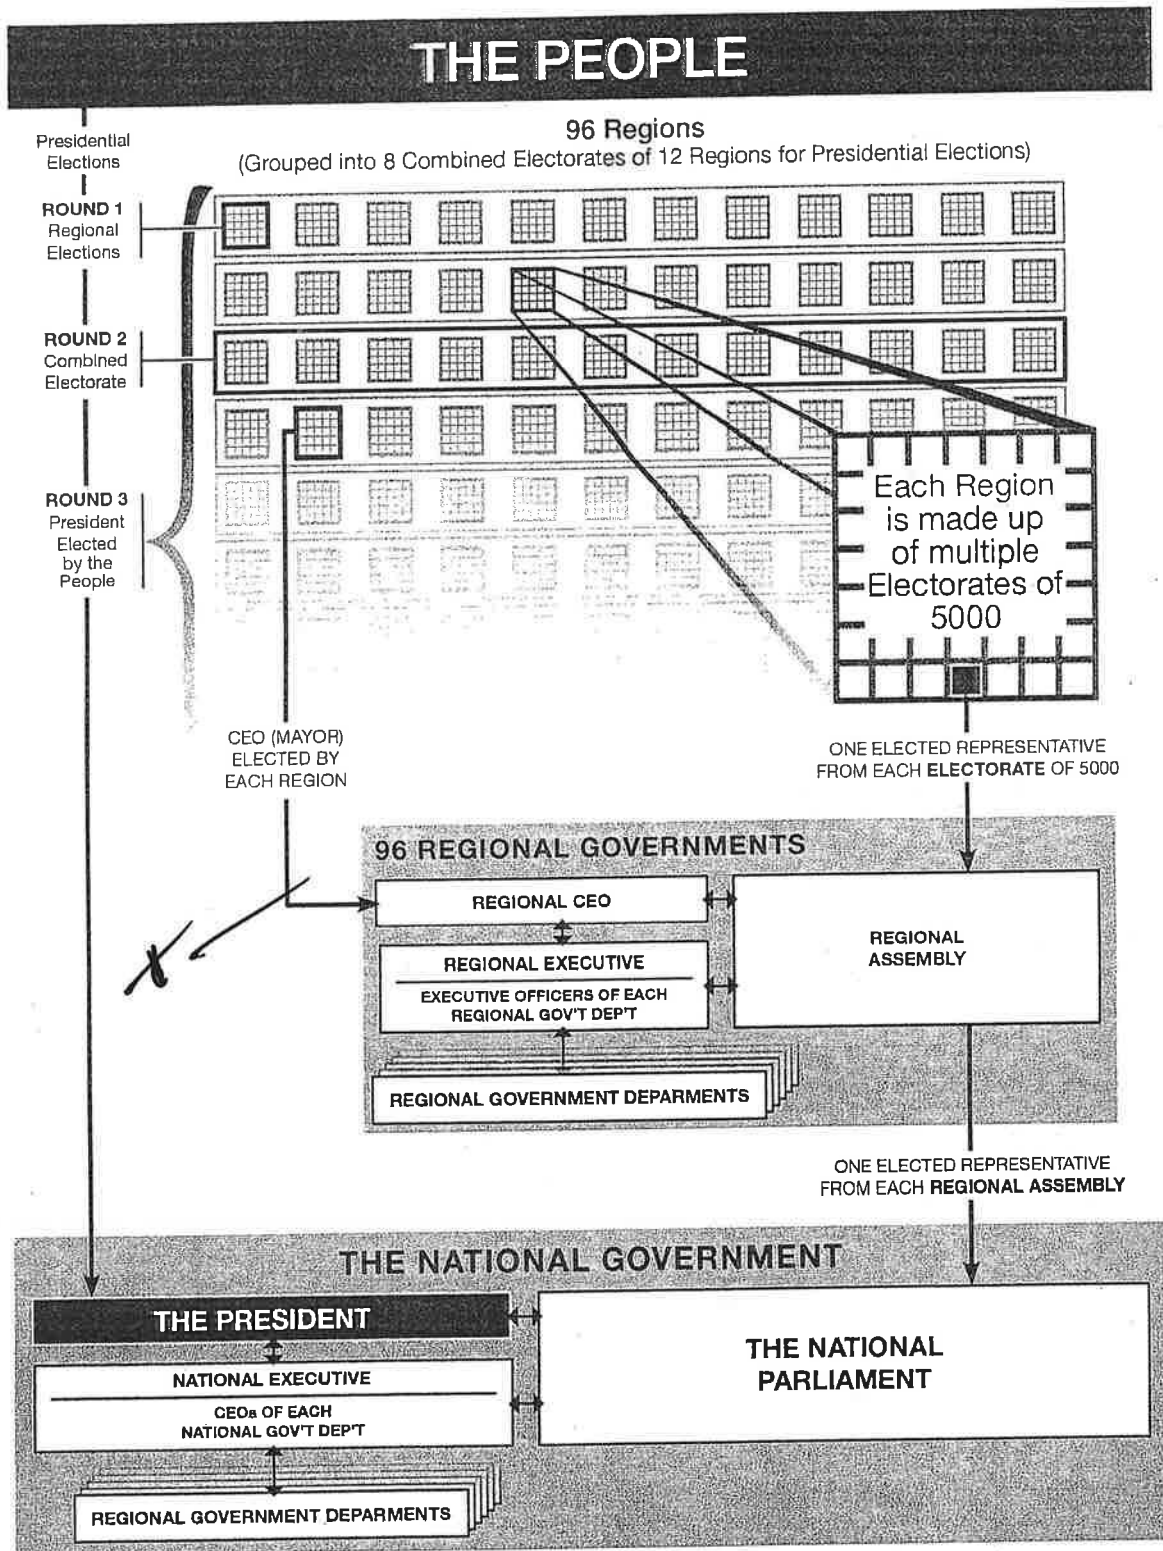 THE PEOPLE
Presidential
Elections
96 Regions
(Grouped into 8 Combined Electorates of 12 Regions for Presidential Elections)
ROUND 1
Regional
Elections
ROUND 2
Combined
Electorate
ROUND 3
President
Elected
by the
People
Each Region
is made up
of multiple
Electorates of
5000
CEO (MAYOR)
ELECTED BY
EACH REGION
ONE ELECTED REPRESENTATIVE
FROM EACH ELECTORATE OF 5000
96 REGIONAL GOVERNMENTS
REGIONAL CEO
REGIONAL EXECUTIVE
EXECUTIVE OFFICERS OF EACH
REGIONAL GOV'T DEP'T
REGIONAL
ASSEMBLY
REGIONAL GOVERNMENT DEPARMENTS
ONE ELECTED REPRESENTATIVE
FROM EACH REGIONAL ASSEMBLY
THE NATIONAL GOVERNMENT
THE PRESIDENT
NATIONAL EXECUTIVE
CEOs OF EACH
NATIONAL GOV'T DEP'T
THE NATIONAL
PARLIAMENT
REGIONAL GOVERNMENT DEPARMENTS